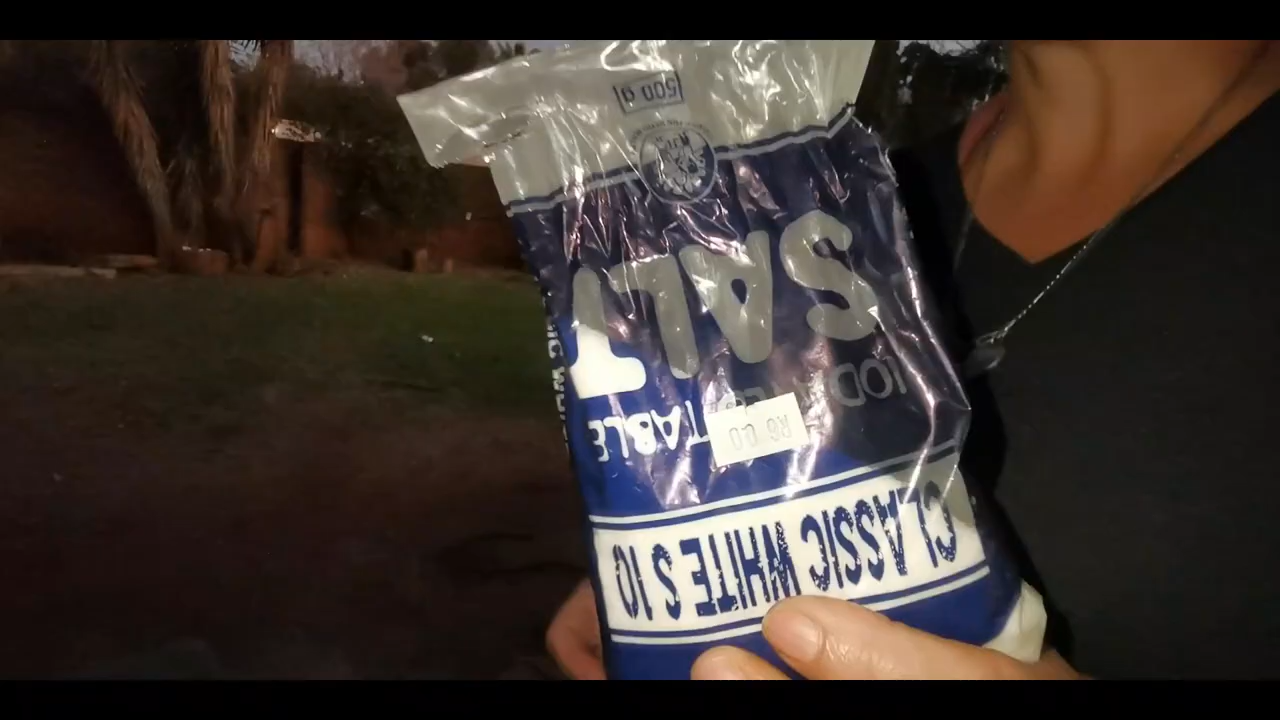 CLASSIC WHITE S 10
IODATED TABLE
R6 00
SALT
500 g